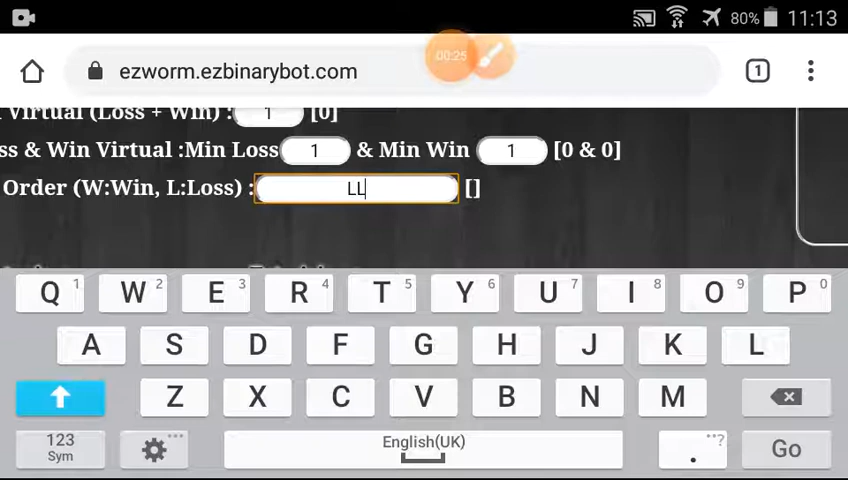 80% 11:13
ezworm.ezbinarybot.com
00:25
1
Virtual (Loss + Win) : 1 [0]
ss & Win Virtual :Min Loss 1 & Min Win 1 [0 & 0]
Order (W:Win, L:Loss) : LL []
Q 1 W 2 E 3 R 4 T 5 Y 6 U 7 I 8 O 9 P 0
A S D F G H J K L
Z X C V B N M
123 Sym ... English(UK) . ..? Go